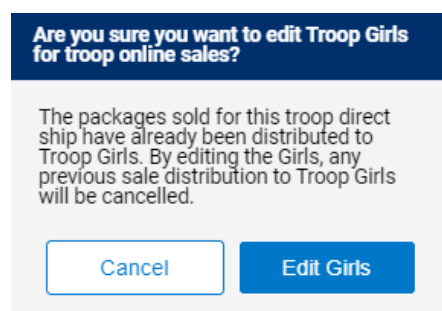 Are you sure you want to edit Troop Girls
for troop online sales?
The packages sold for this troop direct
ship have already been distributed to
Troop Girls. By editing the Girls, any
previous sale distribution to Troop Girls
will be cancelled.
Cancel
Edit Girls